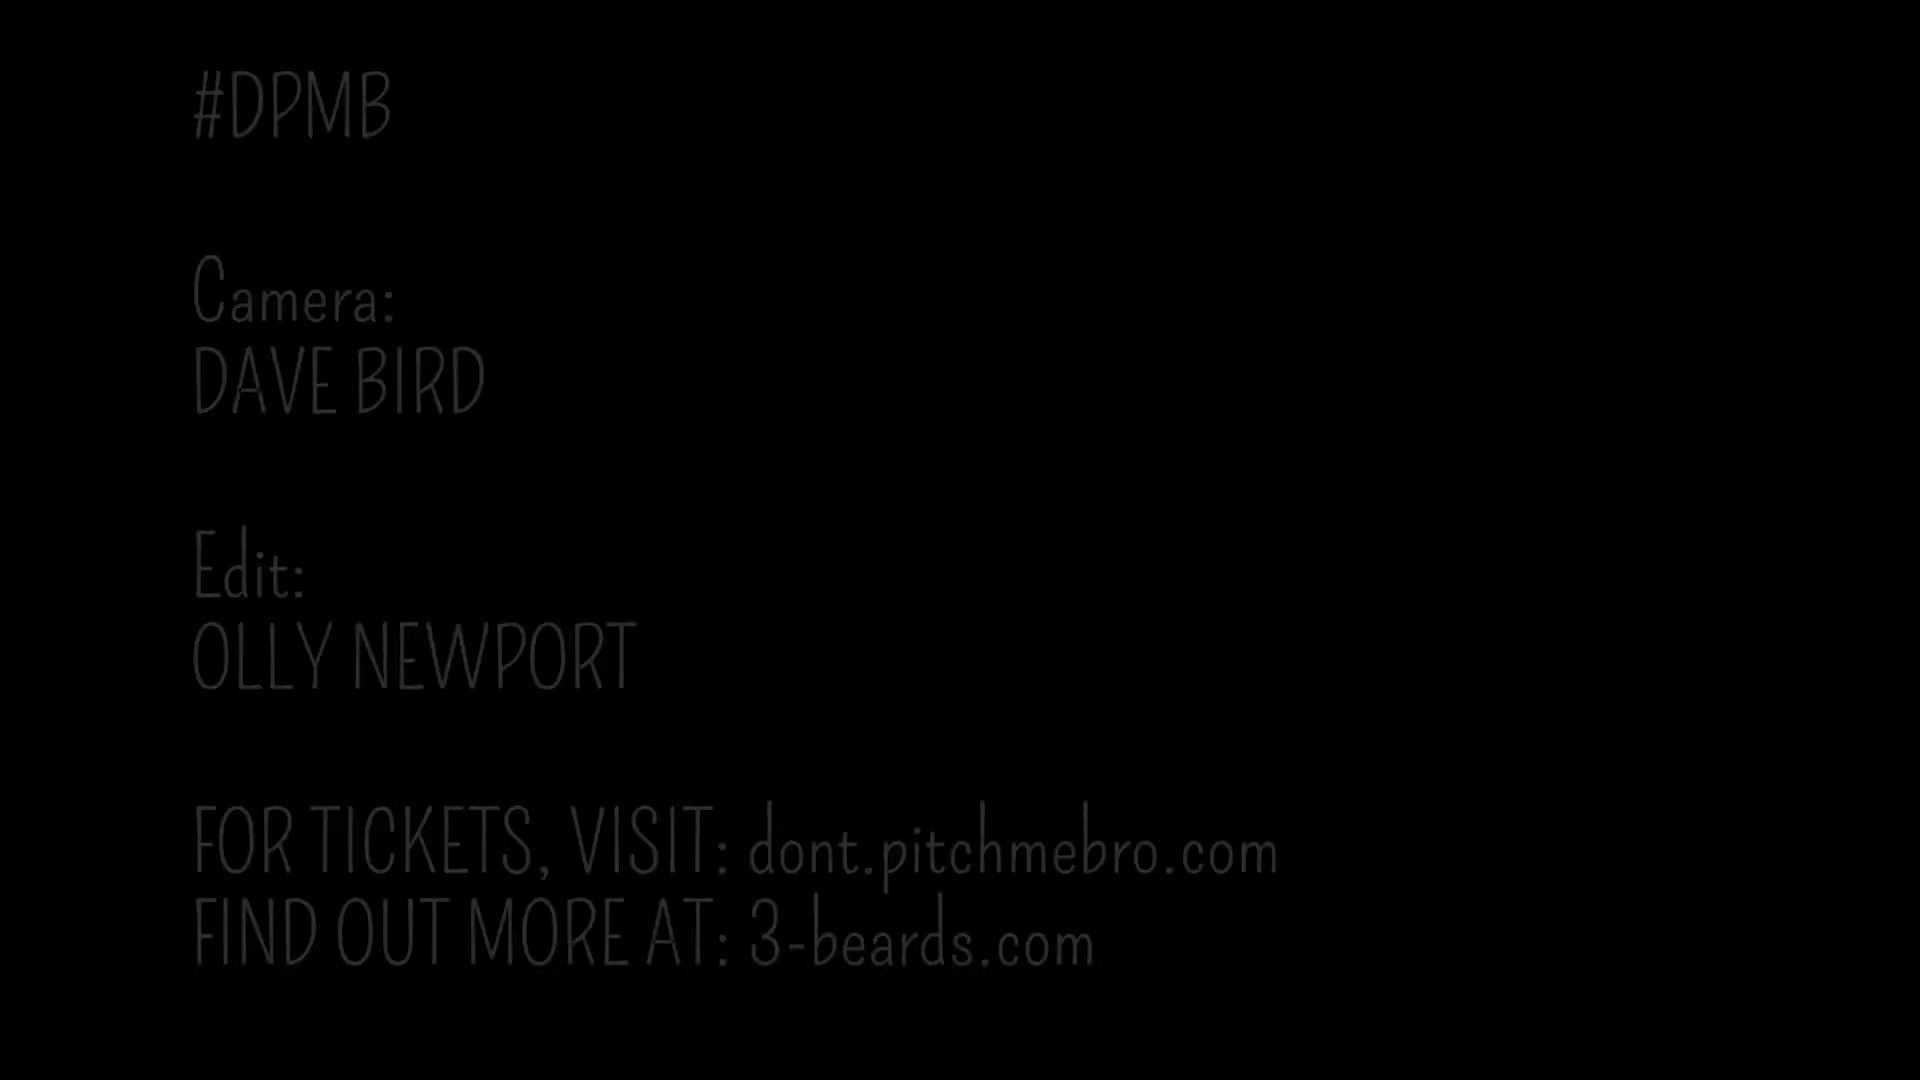 #DPMB
Camera:
DAVE BIRD
Edit:
OLLY NEWPORT
FOR TICKETS, VISIT: dont.pitchmebro.com
FIND OUT MORE AT: 3-beards.com